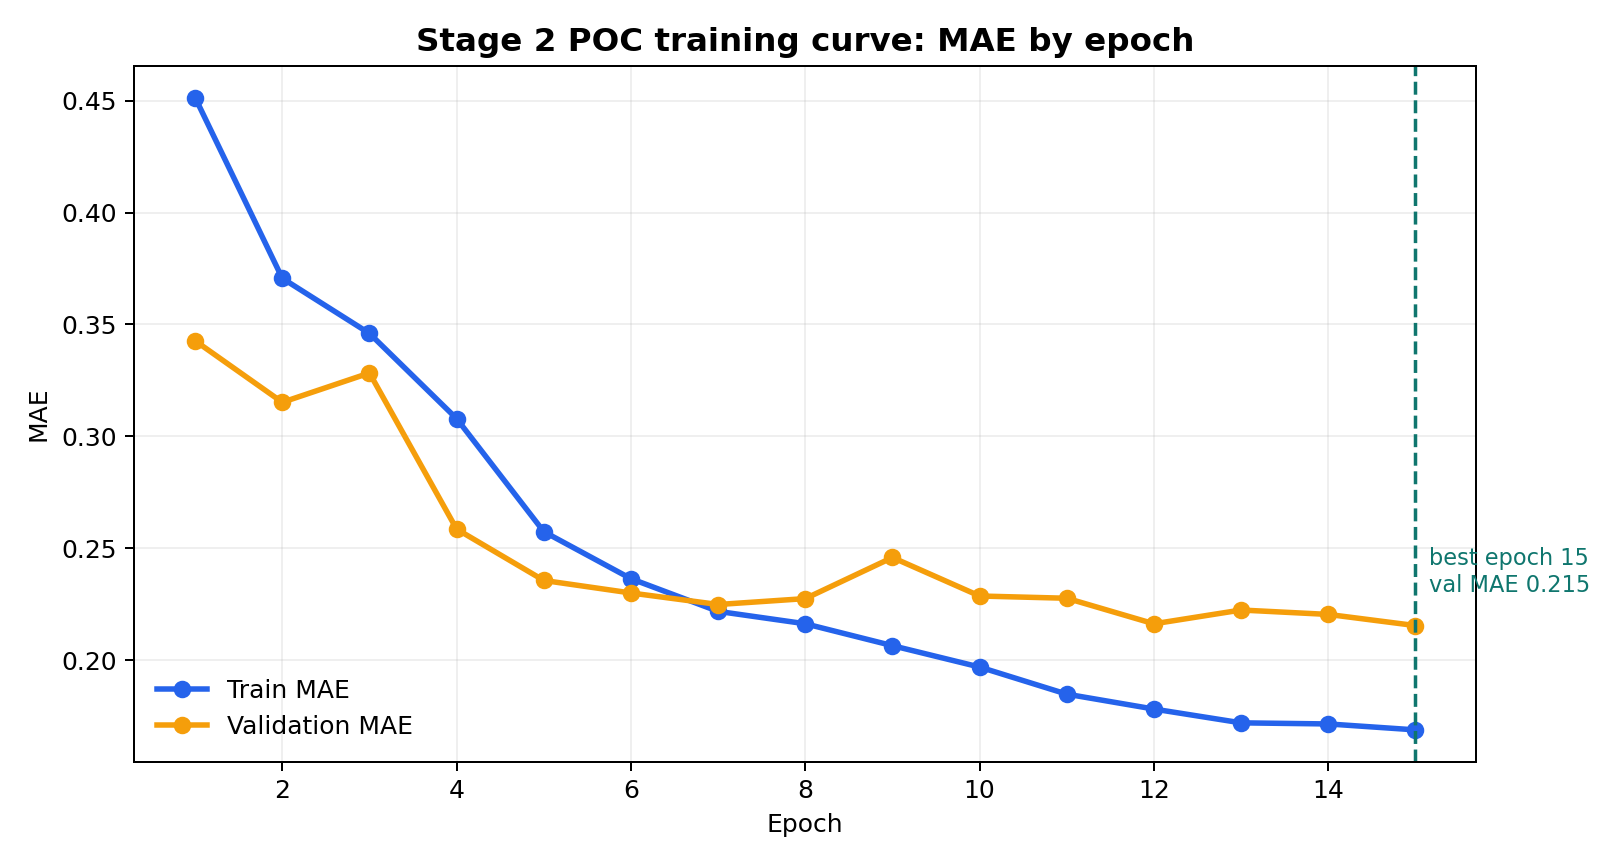 Stage 2 POC training curve: MAE by epoch
0.45
0.40
0.35
0.30
0.25
0.20
MAE
best epoch 15
val MAE 0.215
Train MAE
Validation MAE
2 4 6 8 10 12 14
Epoch